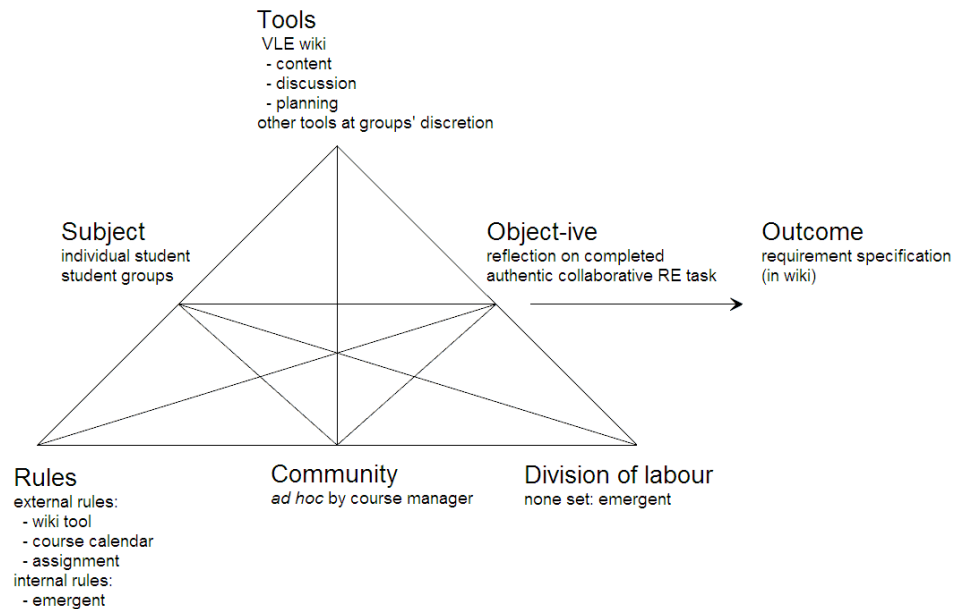 Tools
VLE wiki
- content
- discussion
- planning
other tools at groups' discretion
Subject
individual student
student groups
Object-ive
reflection on completed
authentic collaborative RE task
Outcome
requirement specification
(in wiki)
Rules
external rules:
- wiki tool
- course calendar
- assignment
internal rules:
- emergent
Community
ad hoc by course manager
Division of labour
none set: emergent